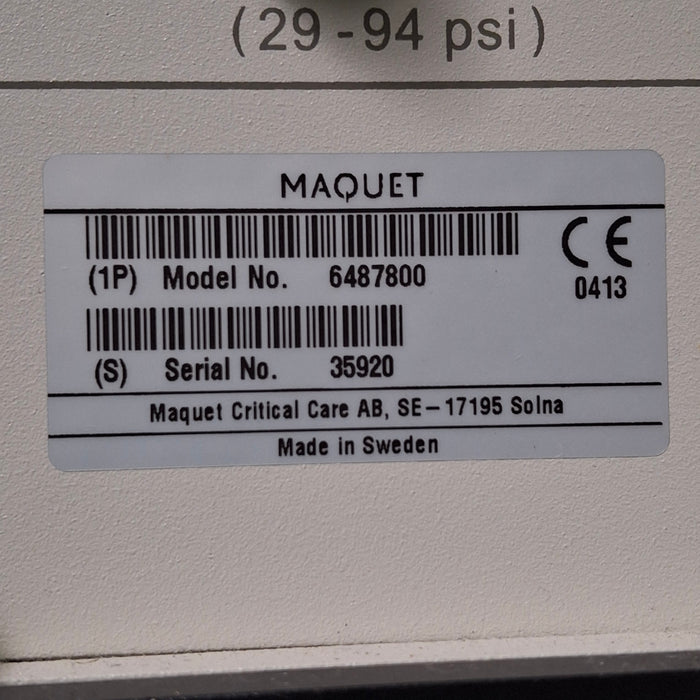 (29-94 psi)
MAQUET
(1P) Model No. 6487800
CE
0413
(S) Serial No. 35920
Maquet Critical Care AB, SE–17195 Solna
Made in Sweden